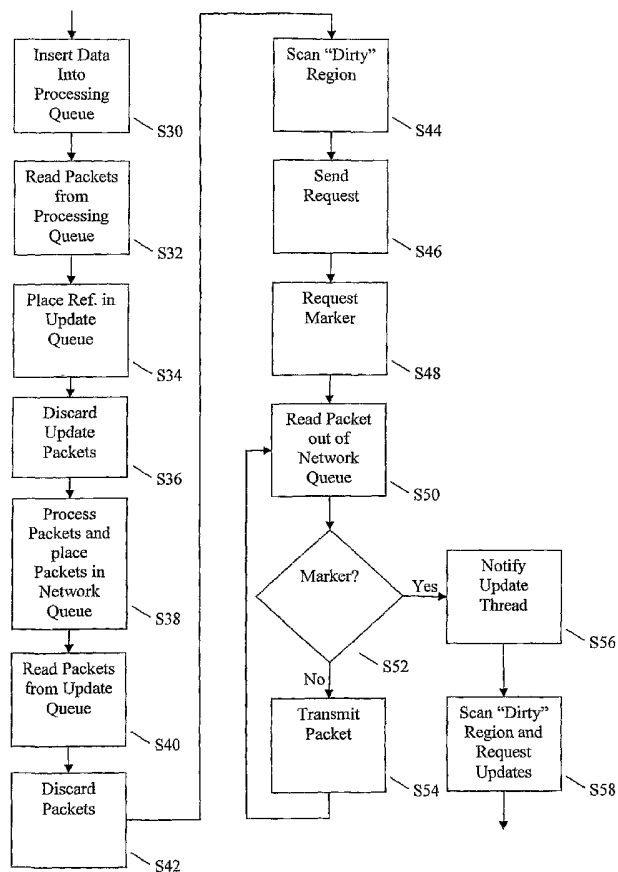 Insert Data
Into
Processing
Queue
S30
Read Packets
from
Processing
Queue
S32
Place Ref. in
Update
Queue
S34
Discard
Update
Packets
S36
Process
Packets and
place
Packets in
Network
Queue
S38
Read Packets
from Update
Queue
S40
Discard
Packets
S42
Scan “Dirty”
Region
S44
Send
Request
S46
Request
Marker
S48
Read Packet
out of
Network
Queue
S50
Marker?
S52
Yes
No
Transmit
Packet
S54
Notify
Update
Thread
S56
Scan “Dirty”
Region and
Request
Updates
S58